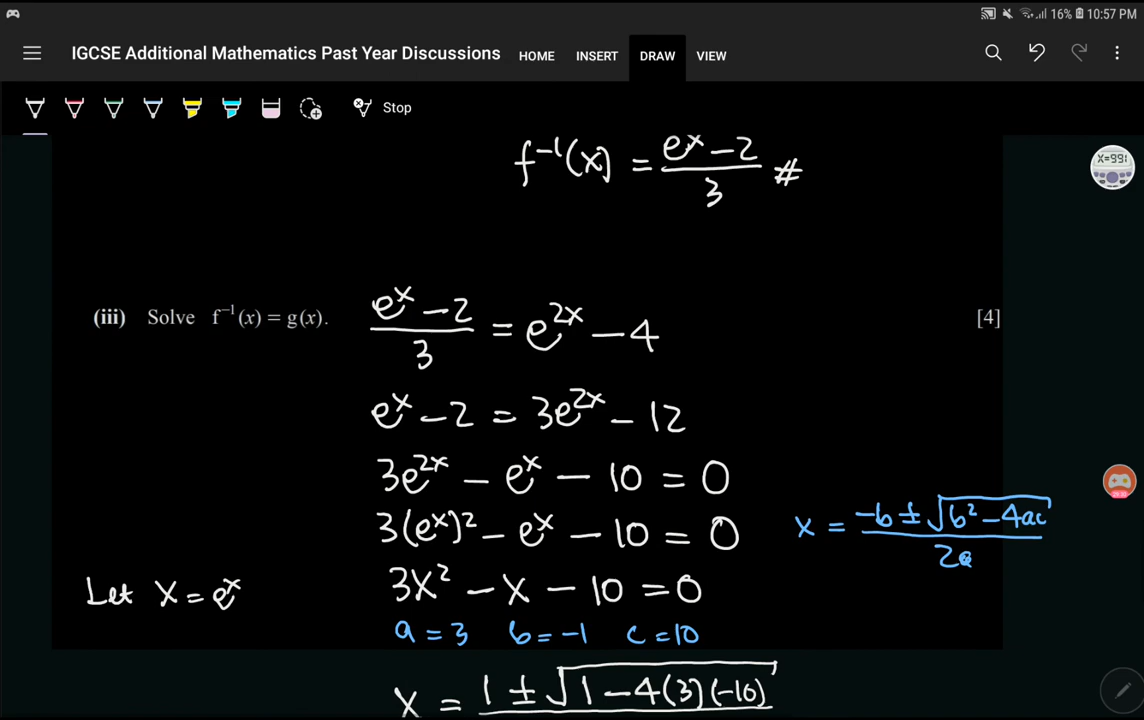 16% 10:57 PM
IGCSE Additional Mathematics Past Year Discussions HOME INSERT DRAW VIEW
Stop
X=99!
f⁻¹(x) = (eˣ − 2)/3 #
(iii) Solve f⁻¹(x) = g(x). (eˣ − 2)/3 = e²ˣ − 4 [4]
eˣ − 2 = 3e²ˣ − 12
3e²ˣ − eˣ − 10 = 0
3(eˣ)² − eˣ − 10 = 0
x = (−b ± √(b² − 4ac))/2a
Let X = eˣ
3X² − X − 10 = 0
a = 3 b = −1 c = 10
X = 1 ± √(1 − 4(3)(−10))